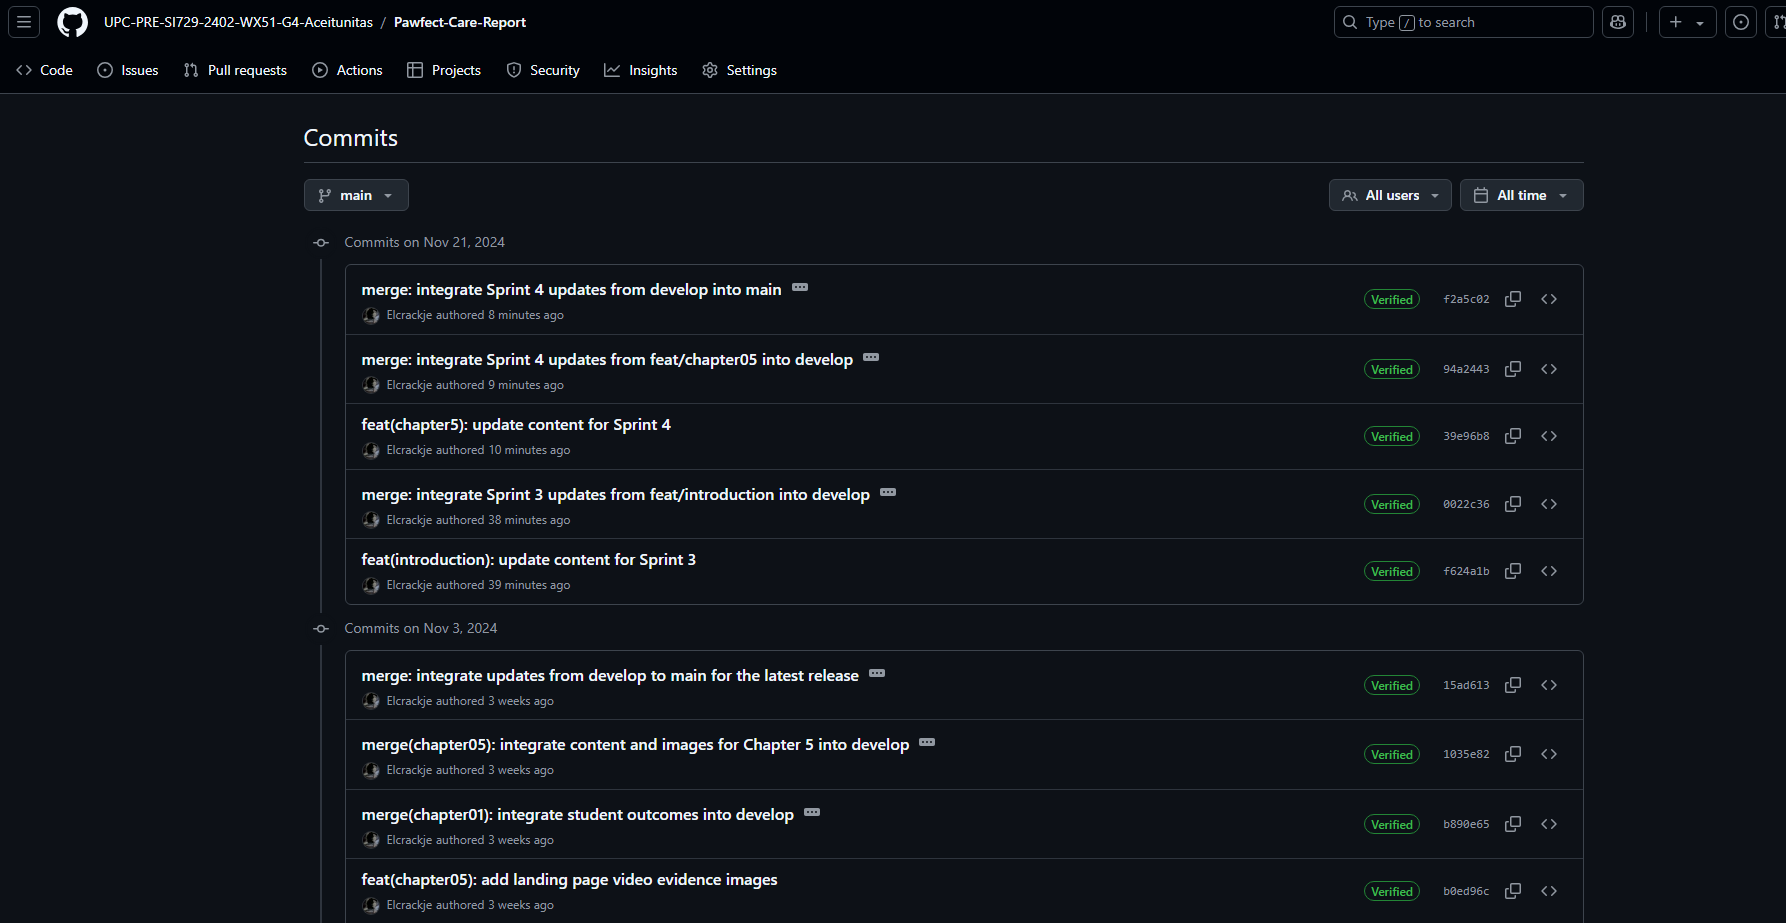 UPC-PRE-SI729-2402-WX51-G4-Aceitunitas / Pawfect-Care-Report
Type / to search
Code Issues Pull requests Actions Projects Security Insights Settings
Commits
main
All users All time
Commits on Nov 21, 2024
merge: integrate Sprint 4 updates from develop into main
Elcrackje authored 8 minutes ago
Verified f2a5c02
merge: integrate Sprint 4 updates from feat/chapter05 into develop
Elcrackje authored 9 minutes ago
Verified 94a2443
feat(chapter5): update content for Sprint 4
Elcrackje authored 10 minutes ago
Verified 39e96b8
merge: integrate Sprint 3 updates from feat/introduction into develop
Elcrackje authored 38 minutes ago
Verified 0022c36
feat(introduction): update content for Sprint 3
Elcrackje authored 39 minutes ago
Verified f624a1b
Commits on Nov 3, 2024
merge: integrate updates from develop to main for the latest release
Elcrackje authored 3 weeks ago
Verified 15ad613
merge(chapter05): integrate content and images for Chapter 5 into develop
Elcrackje authored 3 weeks ago
Verified 1035e82
merge(chapter01): integrate student outcomes into develop
Elcrackje authored 3 weeks ago
Verified b890e65
feat(chapter05): add landing page video evidence images
Elcrackje authored 3 weeks ago
Verified b0ed96c